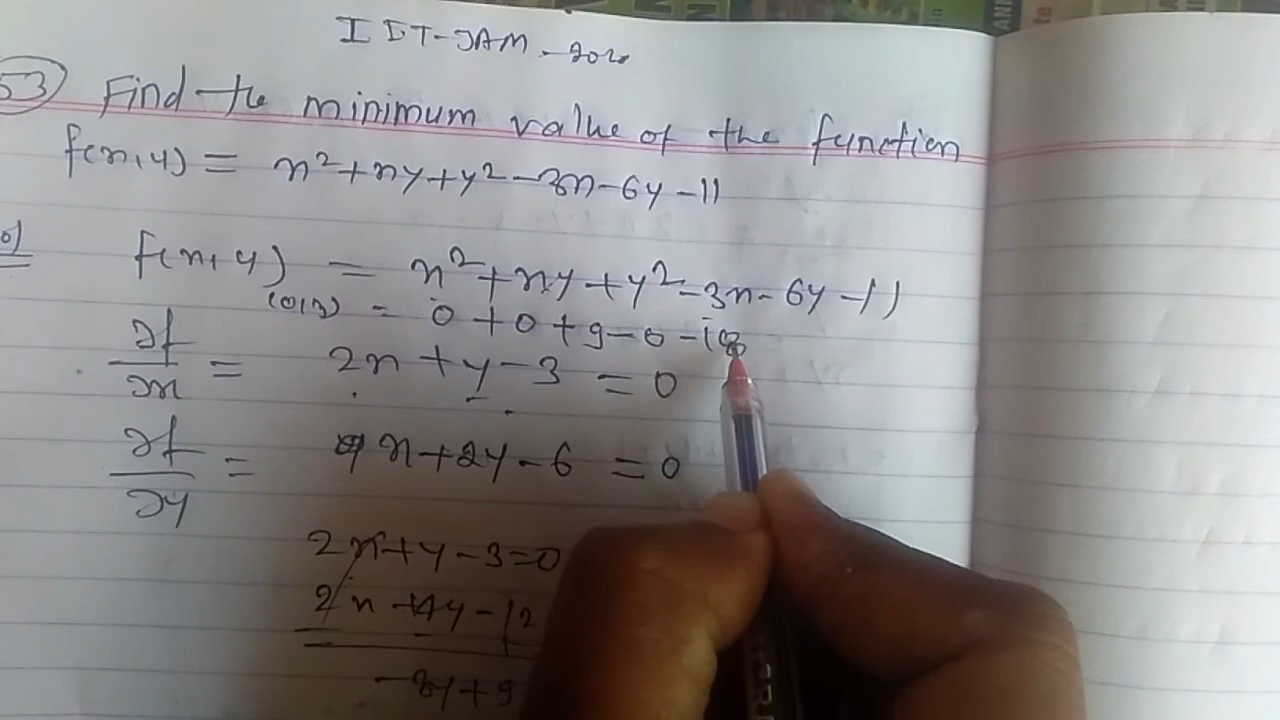 IIT-JAM-2020
53 Find the minimum value of the function
f(x,y) = x²+xy+y²-3x-6y-11
f(x,y) = x²+xy+y²-3x-6y-11
(0,3) = 0+0+9-0-18
∂f/∂x = 2x+y-3 = 0
∂f/∂y = x+2y-6 = 0
2x+y-3=0
2x+4y-12
-3y+9